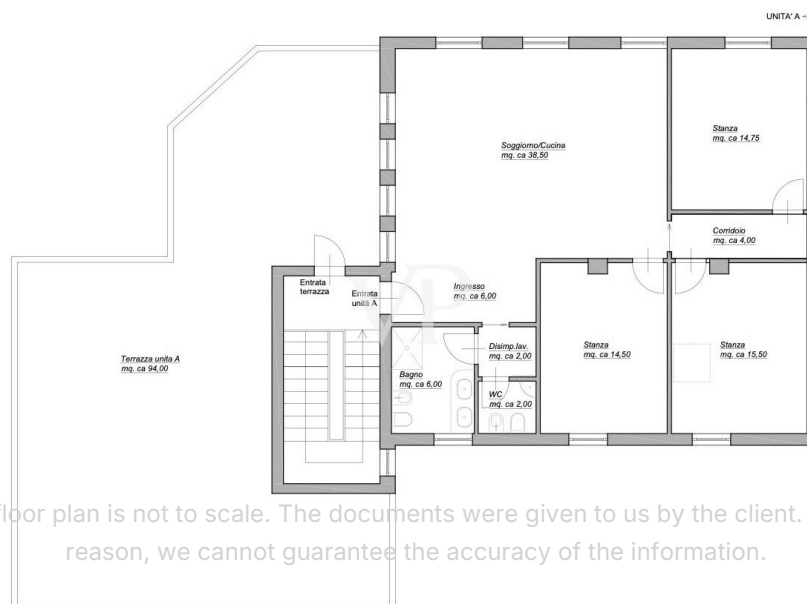 UNITA' A
Stanza
mq. ca 14,75
Soggiorno/Cucina
mq. ca 38,50
Corridoio
mq. ca 4,00
Entrata
terrazza
Entrata
unità A
Ingresso
mq. ca 6,00
VP
Terrazza unita A
mq. ca 94,00
Bagno
mq. ca 6,00
Disimp.lav.
mq. ca 2,00
WC
mq. ca 2,00
Stanza
mq. ca 14,50
Stanza
mq. ca 15,50
floor plan is not to scale. The documents were given to us by the client.
reason, we cannot guarantee the accuracy of the information.